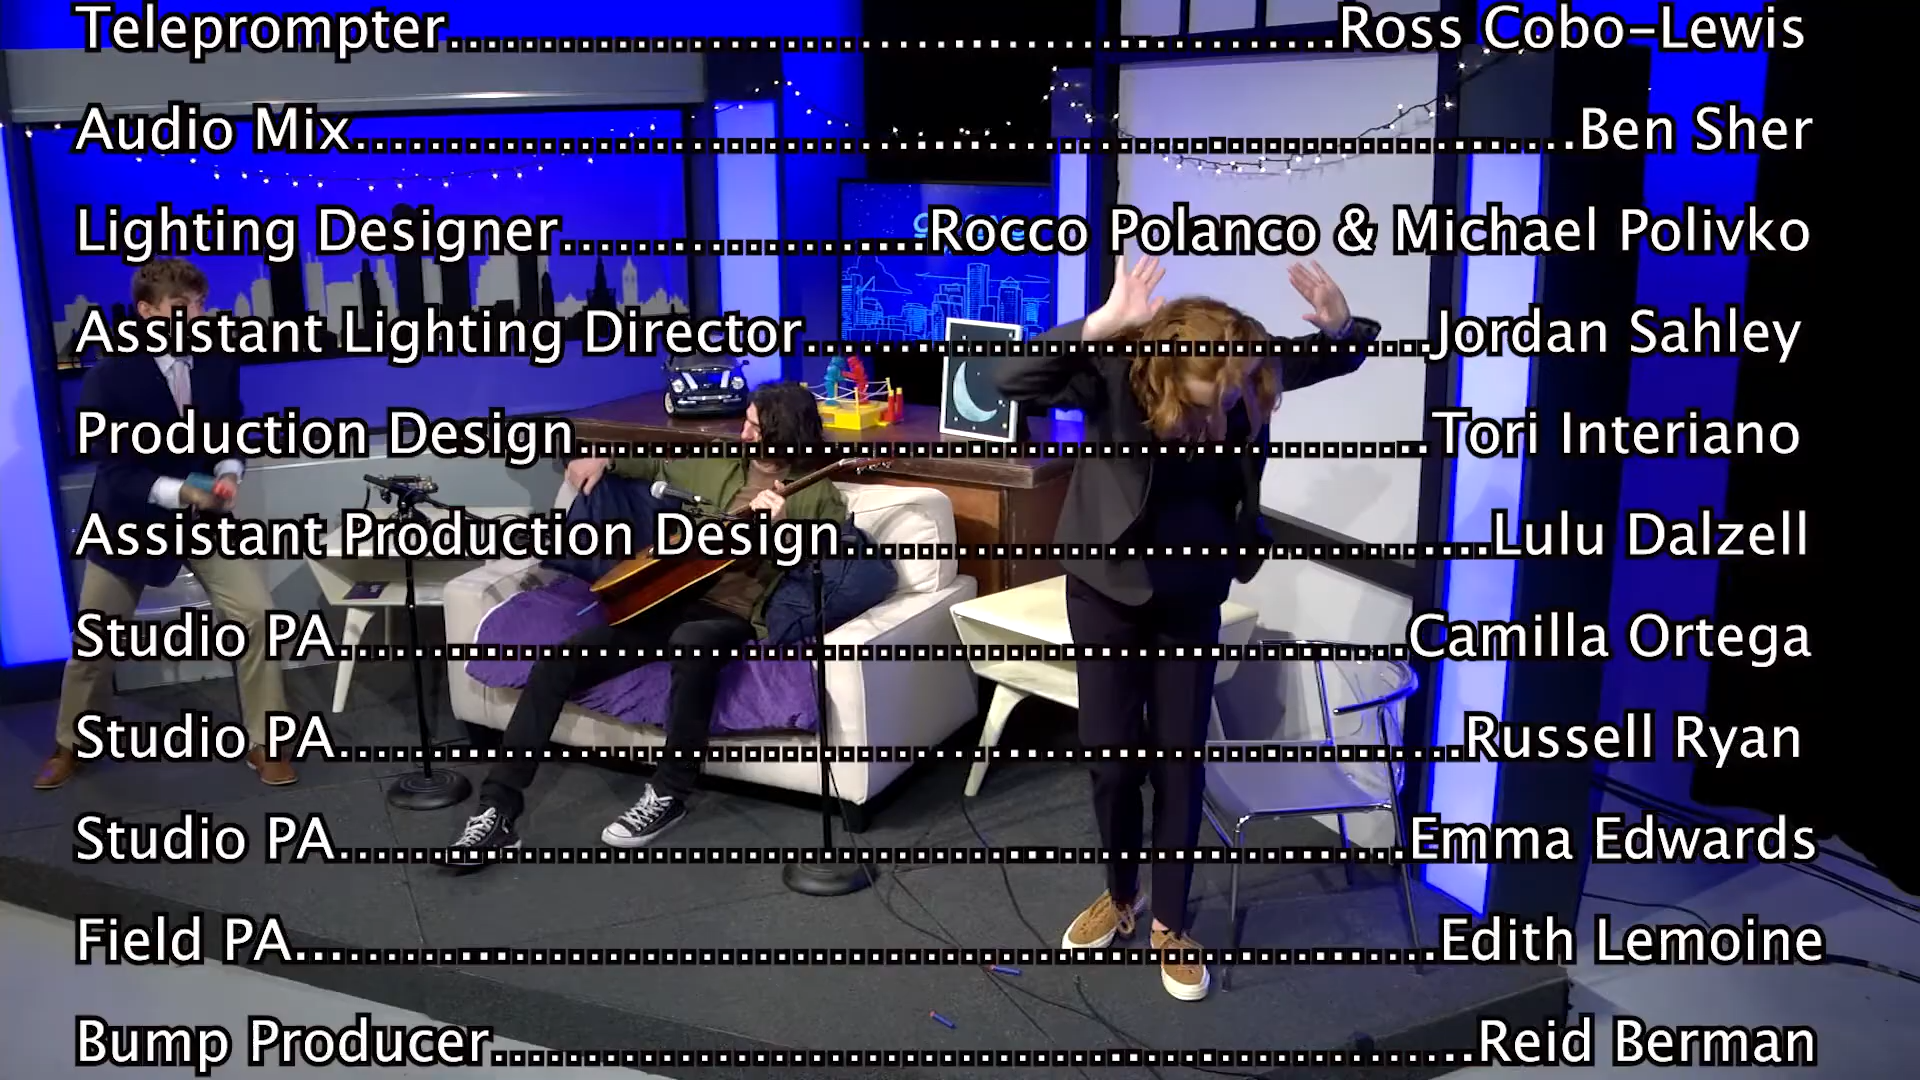 Teleprompter.................................................Ross Cobo-Lewis
Audio Mix....................................................................Ben Sher
Lighting Designer....................Rocco Polanco & Michael Polivko
Assistant Lighting Director..................................Jordan Sahley
Production Design...............................................Tori Interiano
Assistant Production Design...................................Lulu Dalzell
Studio PA...........................................................Camilla Ortega
Studio PA..............................................................Russell Ryan
Studio PA...........................................................Emma Edwards
Field PA...............................................................Edith Lemoine
Bump Producer......................................................Reid Berman